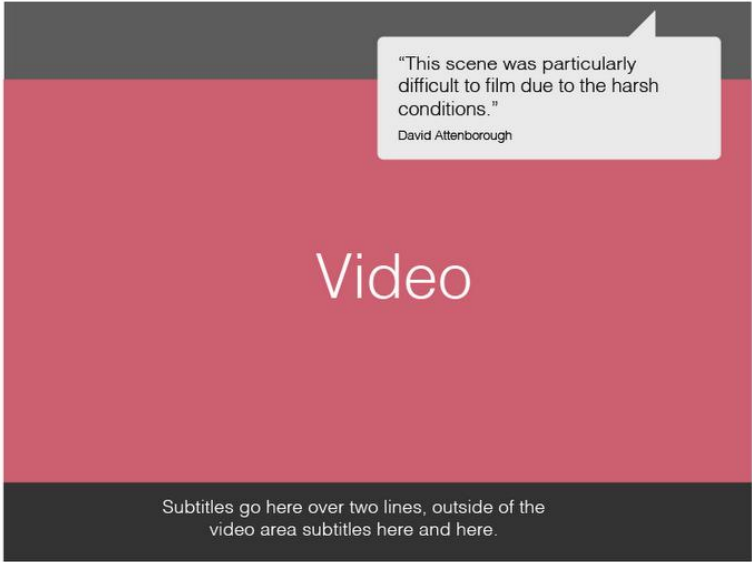 “This scene was particularly
difficult to film due to the harsh
conditions.”
David Attenborough
Video
Subtitles go here over two lines, outside of the
video area subtitles here and here.